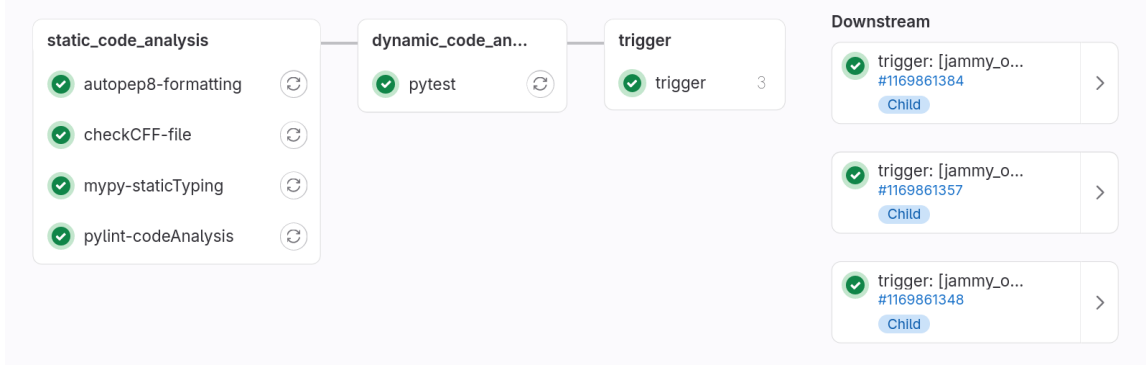 static_code_analysis
autopep8-formatting
checkCFF-file
mypy-staticTyping
pylint-codeAnalysis
dynamic_code_an...
pytest
trigger
trigger 3
Downstream
trigger: [jammy_o...
#1169861384
Child
trigger: [jammy_o...
#1169861357
Child
trigger: [jammy_o...
#1169861348
Child